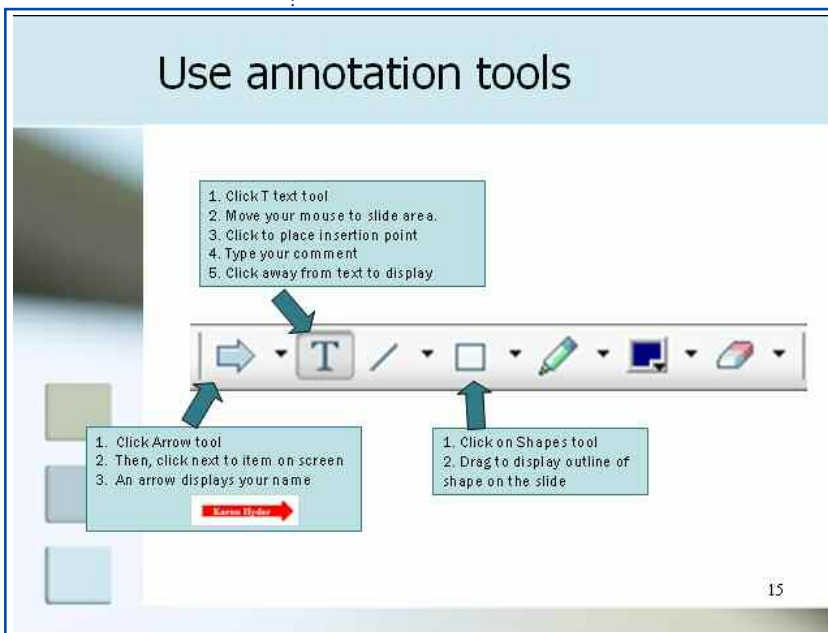 Use annotation tools
1. Click T text tool
2. Move your mouse to slide area.
3. Click to place insertion point
4. Type your comment
5. Click away from text to display
T
1. Click Arrow tool
2. Then, click next to item on screen
3. An arrow displays your name
Karen Hyder
1. Click on Shapes tool
2. Drag to display outline of
shape on the slide
15